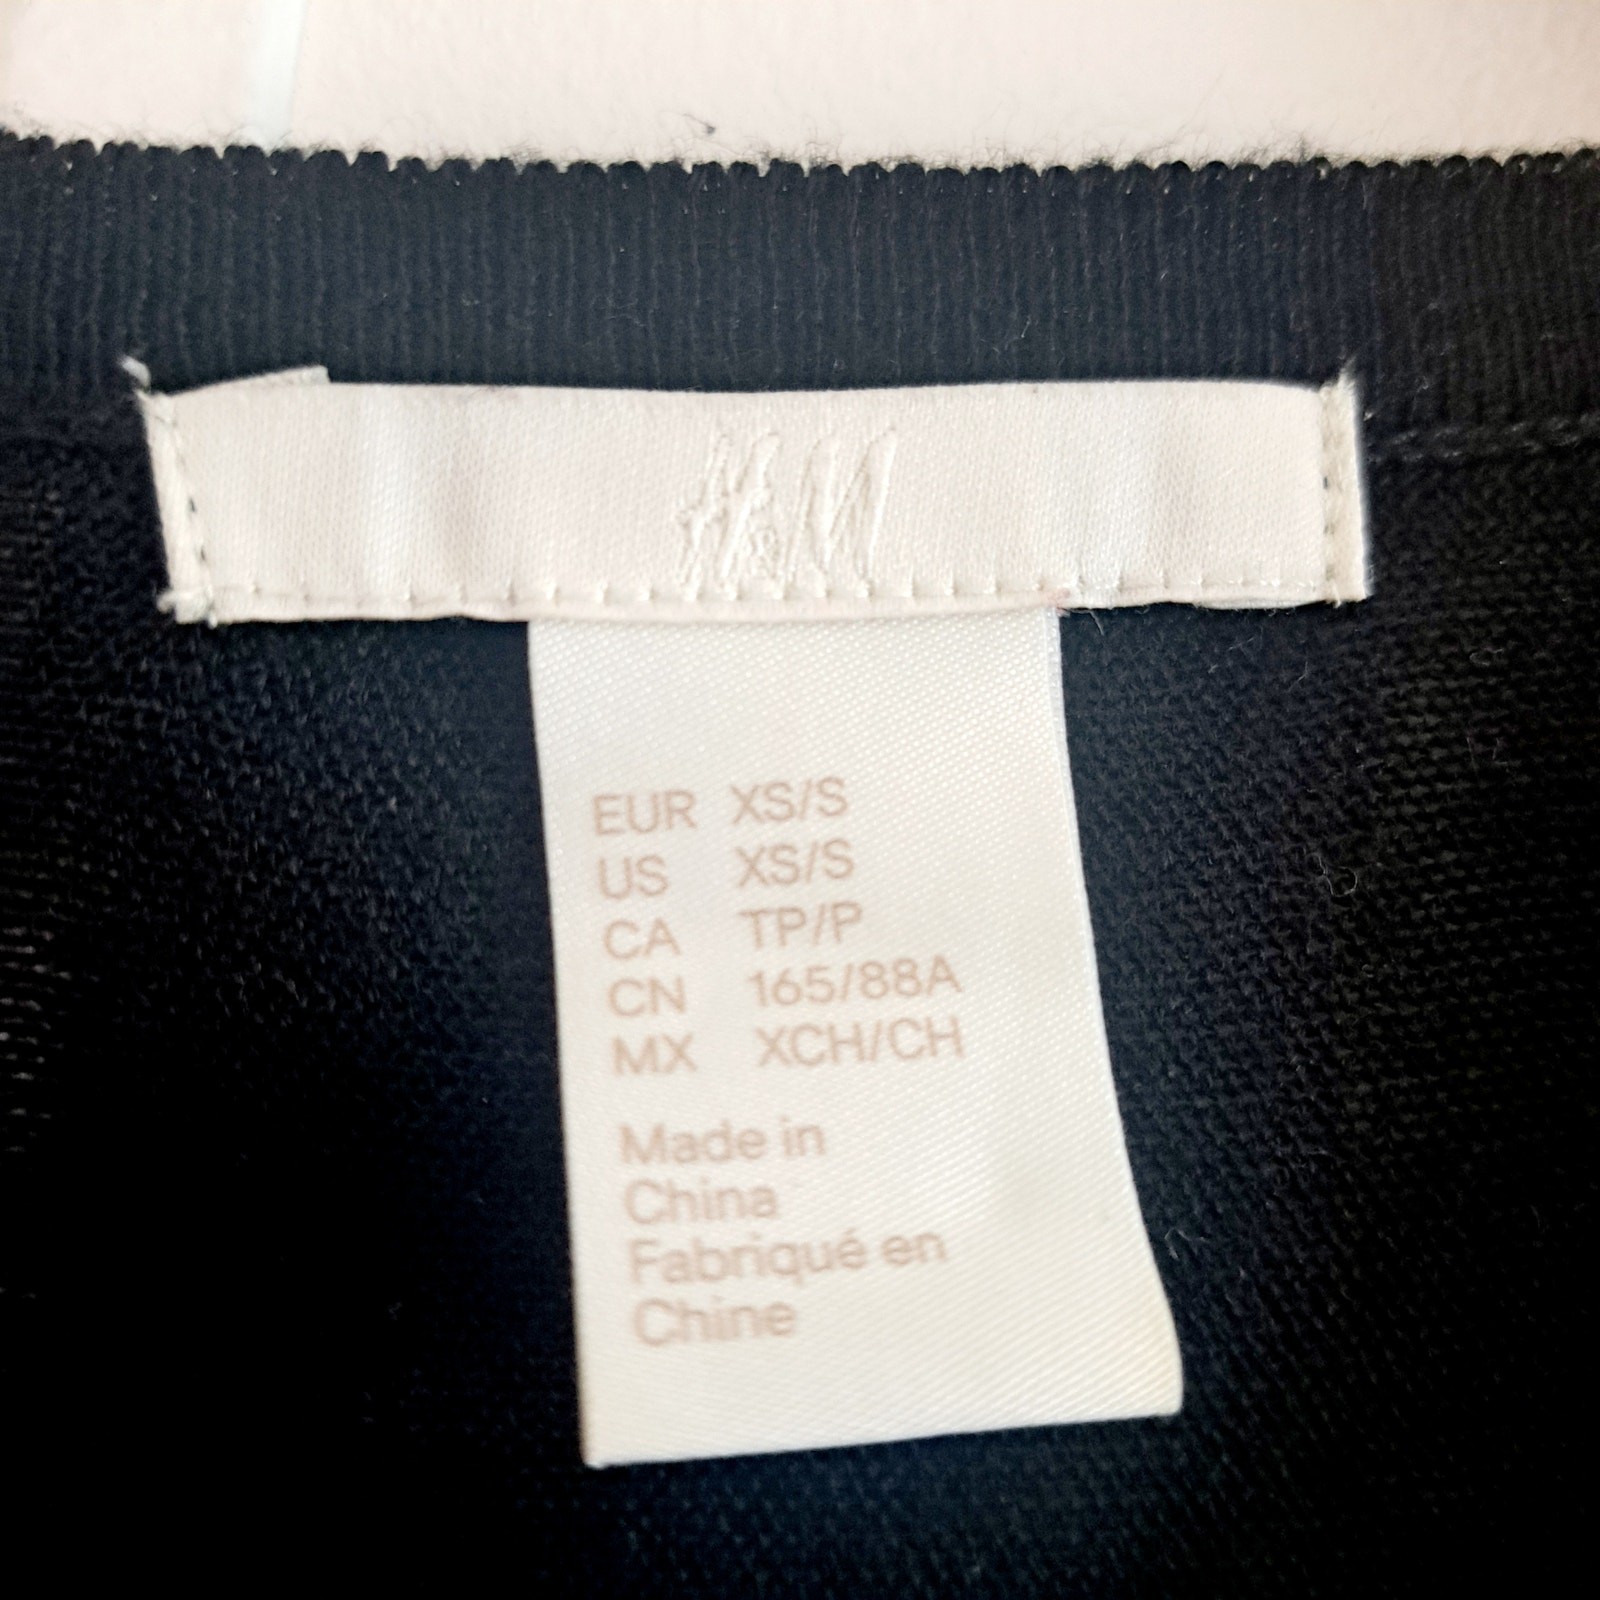 H&M
EUR XS/S
US XS/S
CA TP/P
CN 165/88A
MX XCH/CH
Made in
China
Fabriqué en
Chine